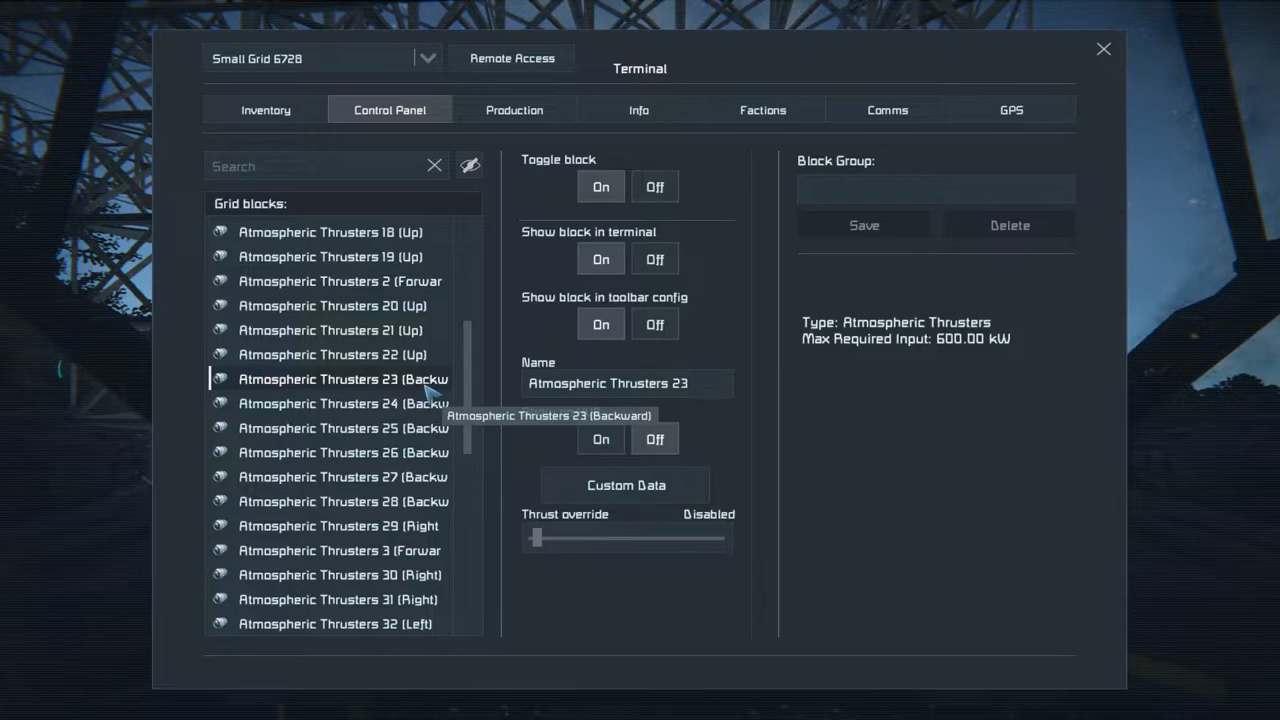 Small Grid 6728
Remote Access
Terminal
Inventory
Control Panel
Production
Info
Factions
Comms
GPS
Search
Grid blocks:
Atmospheric Thrusters 18 (Up)
Atmospheric Thrusters 19 (Up)
Atmospheric Thrusters 2 (Forwar
Atmospheric Thrusters 20 (Up)
Atmospheric Thrusters 21 (Up)
Atmospheric Thrusters 22 (Up)
Atmospheric Thrusters 23 (Backw
Atmospheric Thrusters 24 (Backw
Atmospheric Thrusters 25 (Backw
Atmospheric Thrusters 26 (Backw
Atmospheric Thrusters 27 (Backw
Atmospheric Thrusters 28 (Backw
Atmospheric Thrusters 29 (Right
Atmospheric Thrusters 3 (Forwar
Atmospheric Thrusters 30 (Right)
Atmospheric Thrusters 31 (Right)
Atmospheric Thrusters 32 (Left)
Atmospheric Thrusters 23 (Backward)
Toggle block
On Off
Show block in terminal
On Off
Show block in toolbar config
On Off
Name
Atmospheric Thrusters 23
On Off
Custom Data
Thrust override Disabled
Block Group:
Save Delete
Type: Atmospheric Thrusters
Max Required Input: 600.00 kW